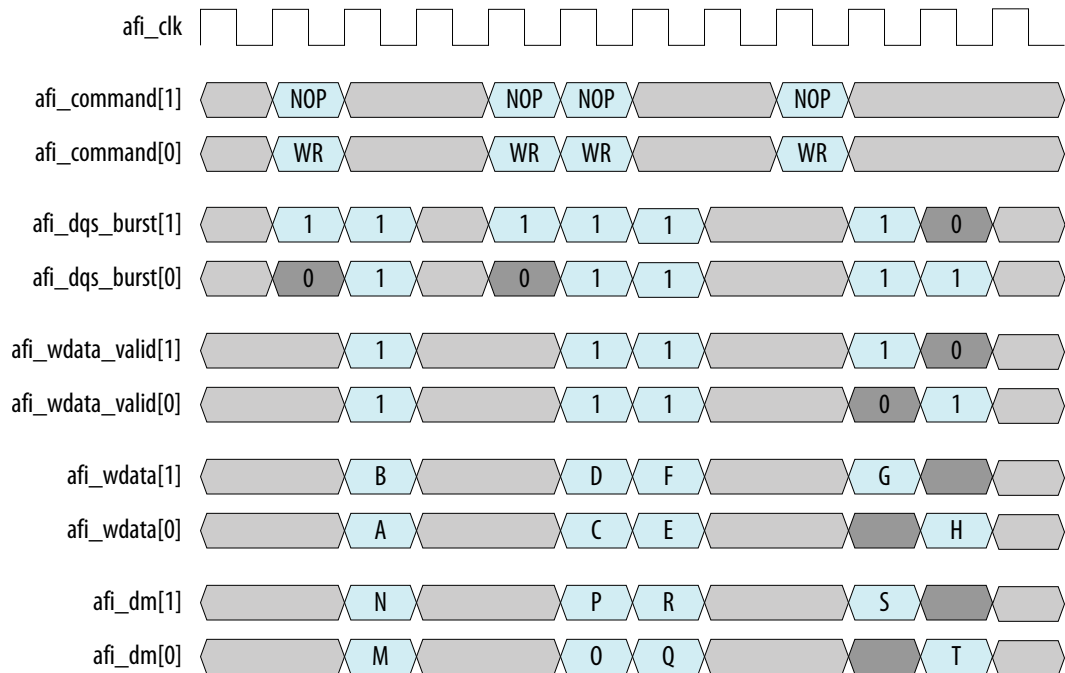 afi_clk
afi_command[1] NOP NOP NOP NOP
afi_command[0] WR WR WR WR
afi_dqs_burst[1] 1 1 1 1 1 1 0
afi_dqs_burst[0] 0 1 0 1 1 1 1
afi_wdata_valid[1] 1 1 1 1 0
afi_wdata_valid[0] 1 1 1 0 1
afi_wdata[1] B D F G
afi_wdata[0] A C E H
afi_dm[1] N P R S
afi_dm[0] M O Q T